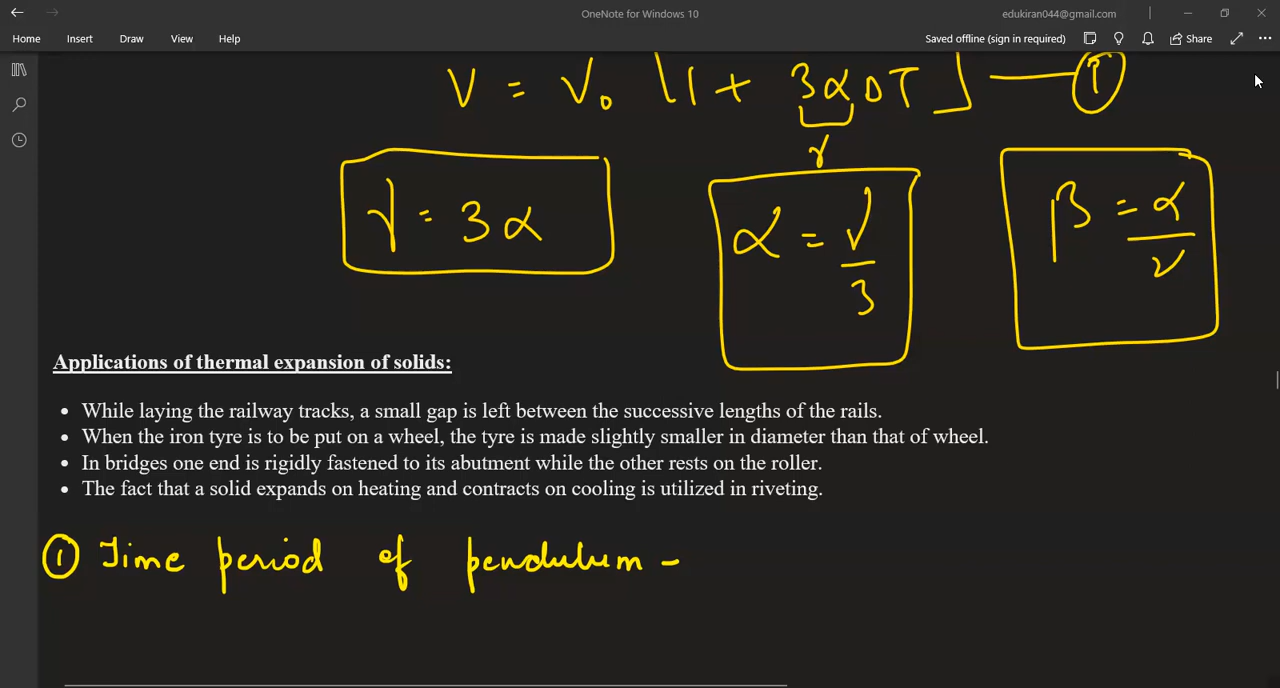 OneNote for Windows 10
edukiran044@gmail.com
Home Insert Draw View Help
Saved offline (sign in required) Share
V = V₀ [1 + 3α ΔT] — ①
γ
γ = 3α
α = γ/3
β = α/γ
Applications of thermal expansion of solids:
• While laying the railway tracks, a small gap is left between the successive lengths of the rails.
• When the iron tyre is to be put on a wheel, the tyre is made slightly smaller in diameter than that of wheel.
• In bridges one end is rigidly fastened to its abutment while the other rests on the roller.
• The fact that a solid expands on heating and contracts on cooling is utilized in riveting.
① Time period of pendulum -